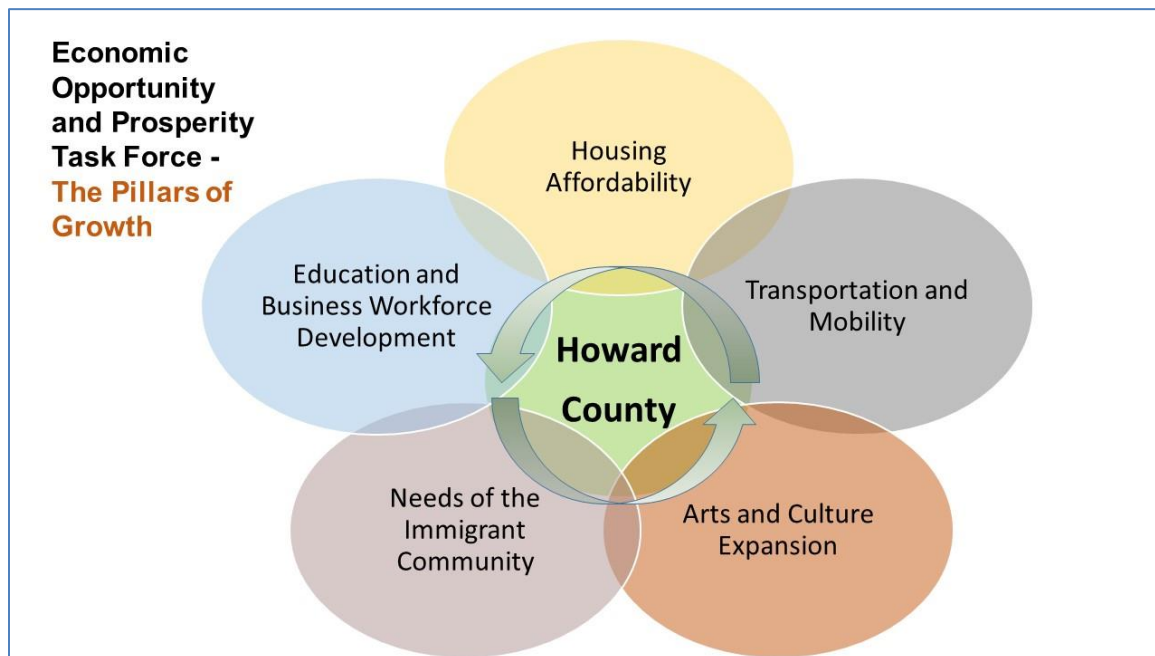 Economic
Opportunity
and Prosperity
Task Force -
The Pillars of
Growth
Housing
Affordability
Education and
Business Workforce
Development
Transportation and
Mobility
Howard
County
Needs of the
Immigrant
Community
Arts and Culture
Expansion